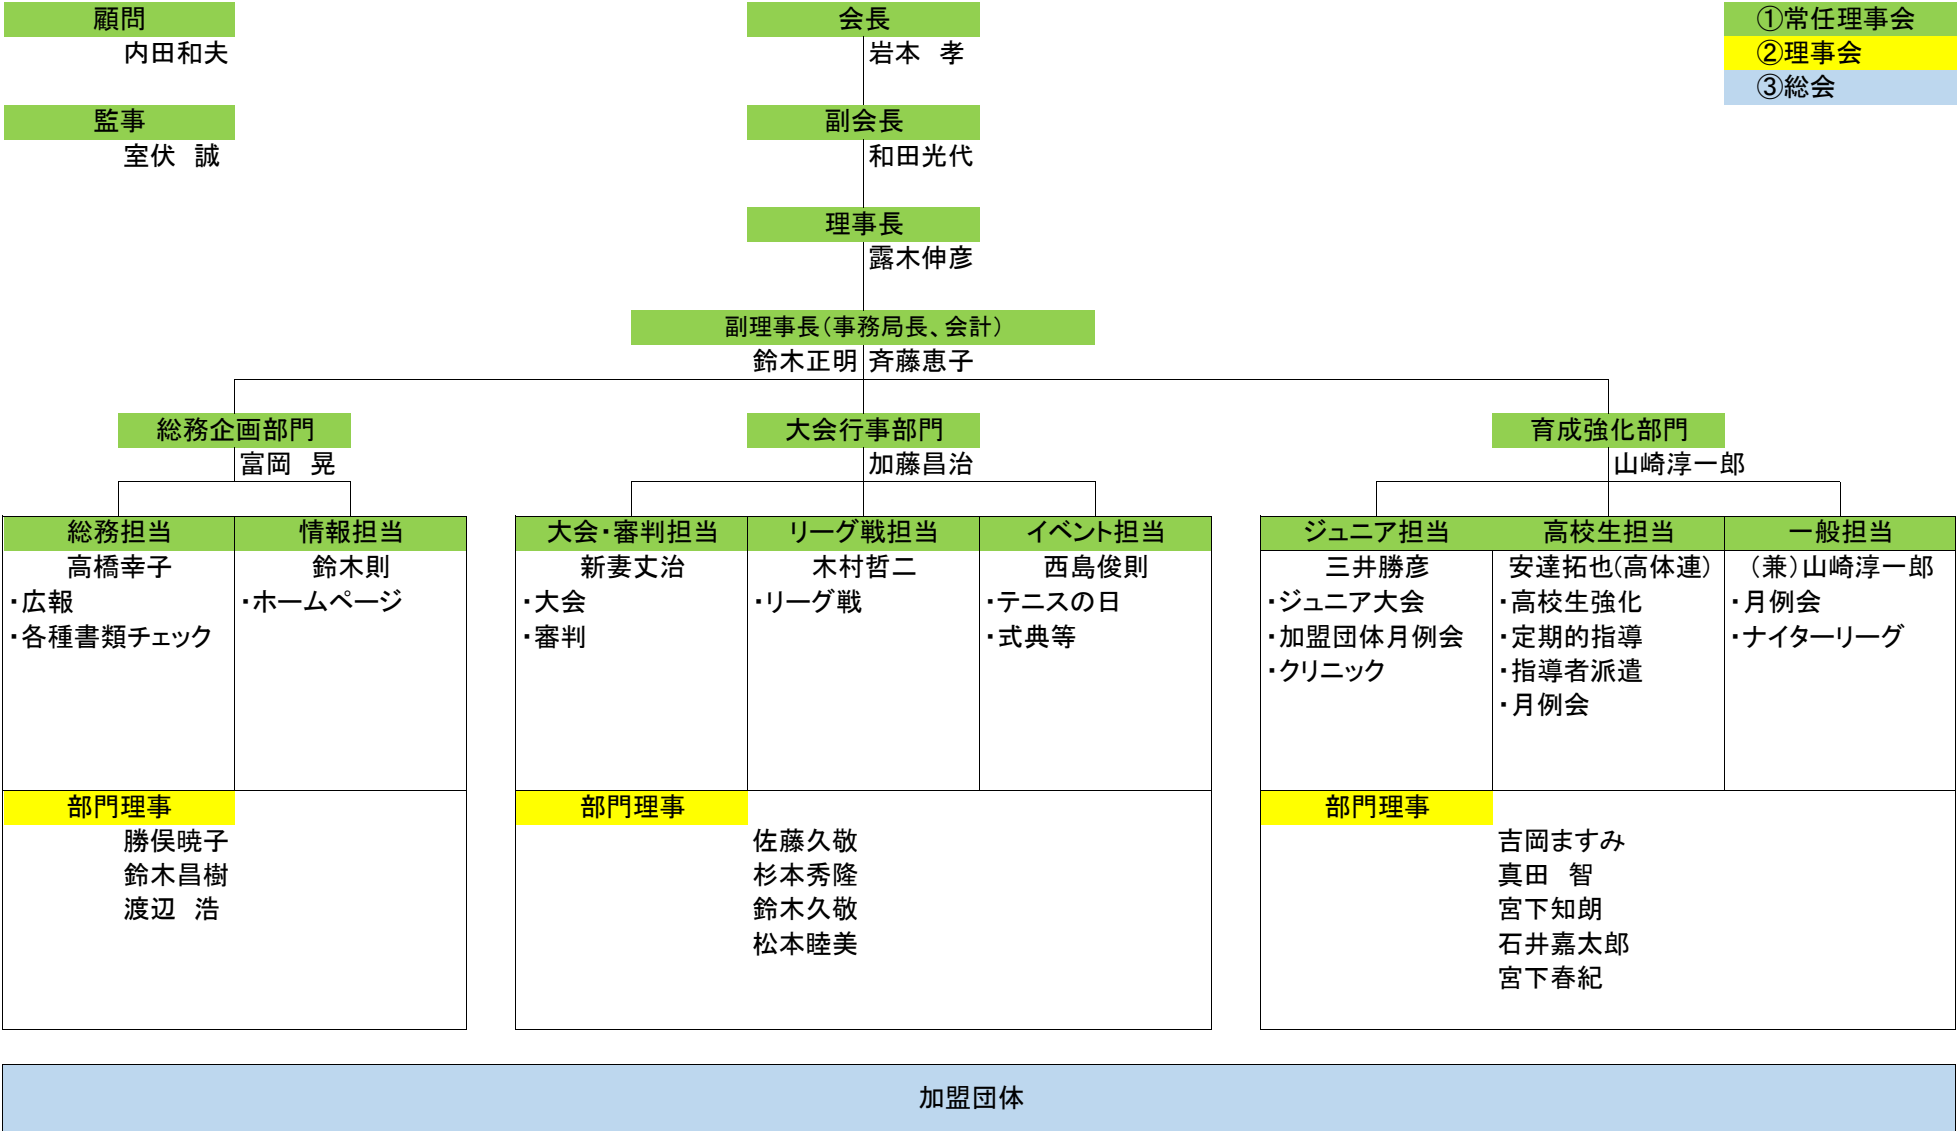 顧問
内田和夫
監事
室伏　誠
会長
岩本　孝
副会長
和田光代
理事長
露木伸彦
副理事長（事務局長、会計）
鈴木正明 斉藤恵子
①常任理事会
②理事会
③総会
総務企画部門
富岡　晃
総務担当
高橋幸子
・広報
・各種書類チェック
情報担当
鈴木則
・ホームページ
部門理事
勝俣暁子
鈴木昌樹
渡辺　浩
大会行事部門
加藤昌治
大会・審判担当
新妻丈治
・大会
・審判
リーグ戦担当
木村哲二
・リーグ戦
イベント担当
西島俊則
・テニスの日
・式典等
部門理事
佐藤久敬
杉本秀隆
鈴木久敬
松本睦美
育成強化部門
山崎淳一郎
ジュニア担当
三井勝彦
・ジュニア大会
・加盟団体月例会
・クリニック
高校生担当
安達拓也(高体連)
・高校生強化
・定期的指導
・指導者派遣
・月例会
一般担当
（兼）山崎淳一郎
・月例会
・ナイターリーグ
部門理事
吉岡ますみ
真田　智
宮下知朗
石井嘉太郎
宮下春紀
加盟団体